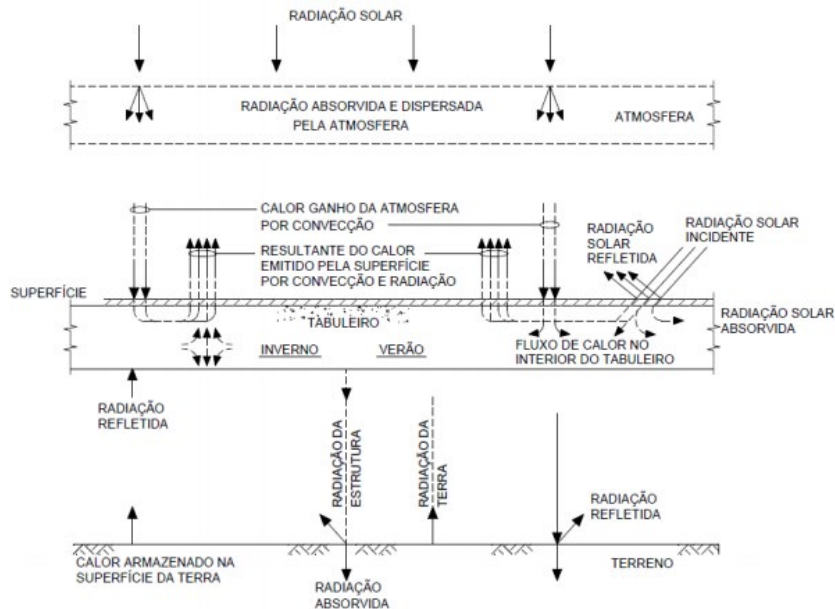 RADIAÇÃO SOLAR
RADIAÇÃO ABSORVIDA E DISPERSADA
PELA ATMOSFERA
ATMOSFERA
CALOR GANHO DA ATMOSFERA
POR CONVECÇÃO
RESULTANTE DO CALOR
EMITIDO PELA SUPERFÍCIE
POR CONVECÇÃO E RADIAÇÃO
RADIAÇÃO
SOLAR
REFLETIDA
RADIAÇÃO SOLAR
INCIDENTE
SUPERFÍCIE
TABULEIRO
RADIAÇÃO SOLAR
ABSORVIDA
INVERNO
VERÃO
FLUXO DE CALOR NO
INTERIOR DO TABULEIRO
RADIAÇÃO
REFLETIDA
RADIAÇÃO DA
ESTRUTURA
RADIAÇÃO DA
TERRA
RADIAÇÃO
REFLETIDA
CALOR ARMAZENADO NA
SUPERFÍCIE DA TERRA
TERRENO
RADIAÇÃO
ABSORVIDA